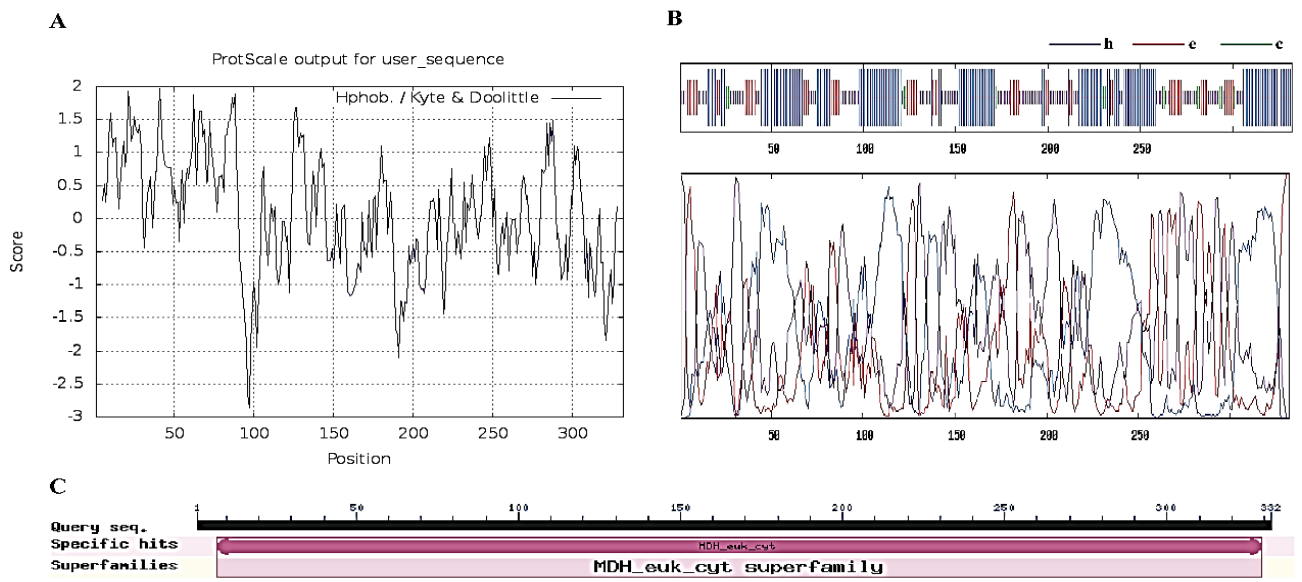 A
ProtScale output for user_sequence
Hphob. / Kyte & Doolittle
2
1.5
1
0.5
0
-0.5
-1
-1.5
-2
-2.5
-3
Score
50 100 150 200 250 300
Position
B
h e c
50 100 150 200 250
50 100 150 200 250
C
1 50 100 150 200 250 300 332
Query seq.
Specific hits MDH_euk_cyt
Superfamilies MDH_euk_cyt superfamily